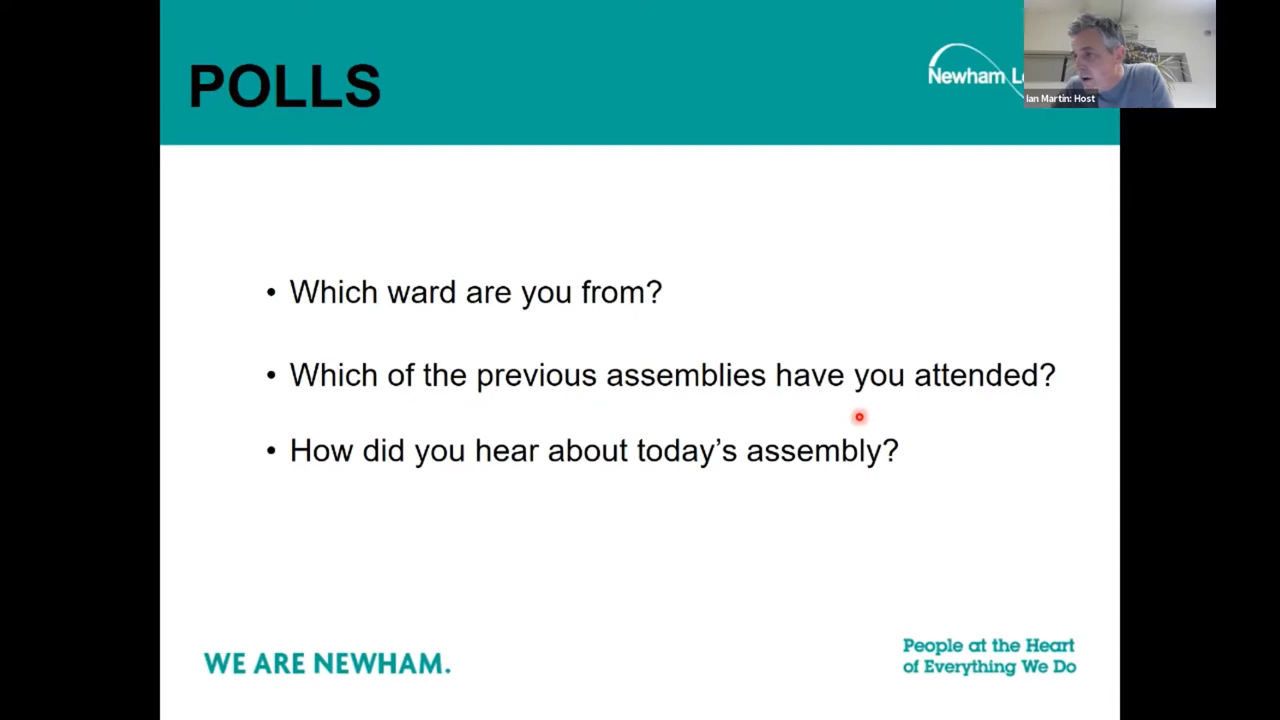 POLLS
Newham
Ian Martin: Host
• Which ward are you from?
• Which of the previous assemblies have you attended?
• How did you hear about today’s assembly?
WE ARE NEWHAM.
People at the Heart
of Everything We Do